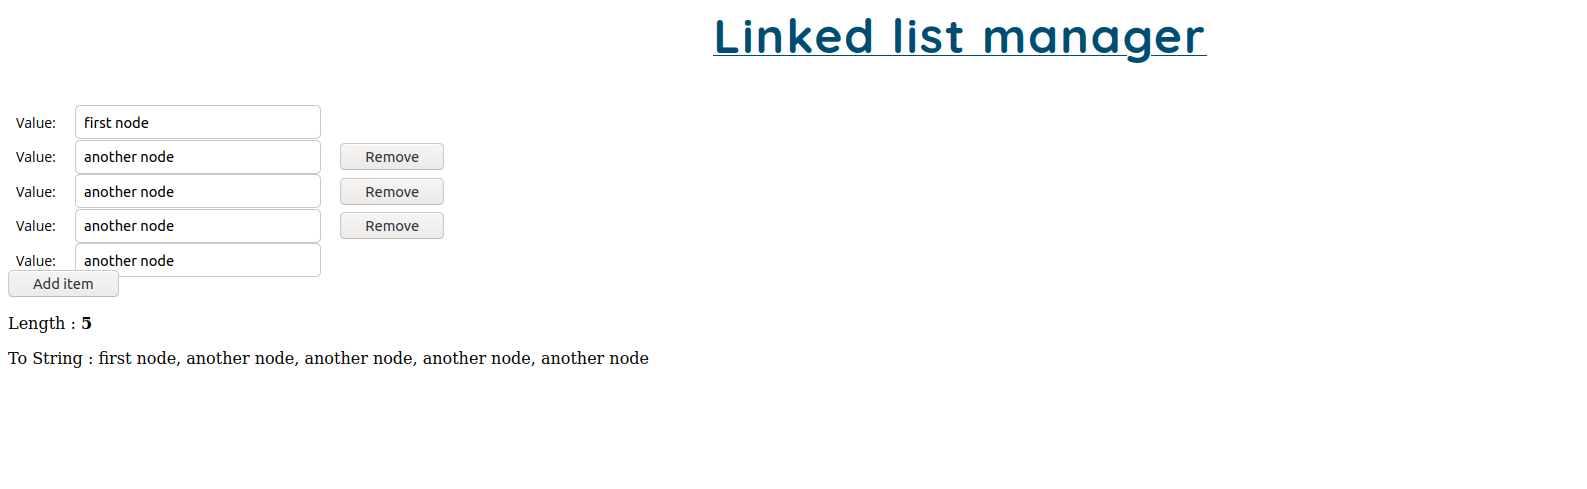 Linked list manager
Value: first node
Value: another node Remove
Value: another node Remove
Value: another node Remove
Value: another node
Add item
Length : 5
To String : first node, another node, another node, another node, another node